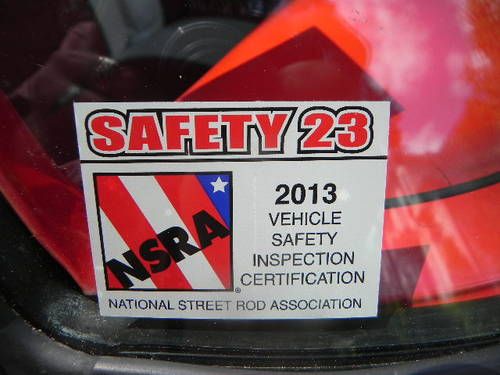 SAFETY 23
NSRA
2013
VEHICLE
SAFETY
INSPECTION
CERTIFICATION
®
NATIONAL STREET ROD ASSOCIATION